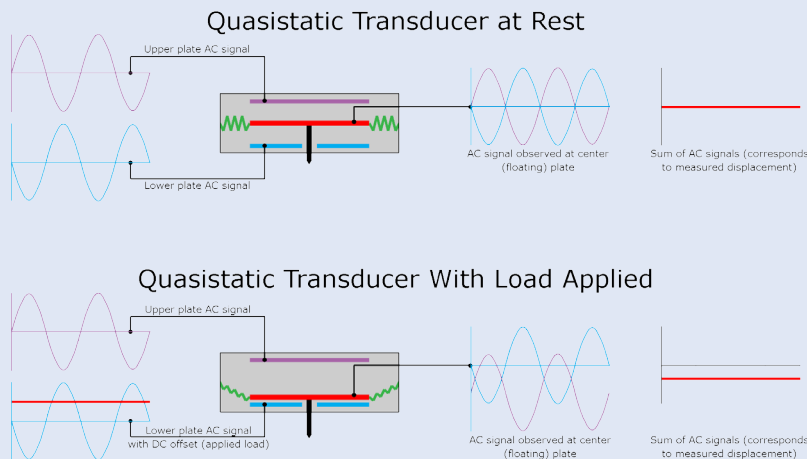 Quasistatic Transducer at Rest
Upper plate AC signal
Lower plate AC signal
AC signal observed at center
(floating) plate
Sum of AC signals (corresponds
to measured displacement)
Quasistatic Transducer With Load Applied
Upper plate AC signal
Lower plate AC signal
with DC offset (applied load)
AC signal observed at center
(floating) plate
Sum of AC signals (corresponds
to measured displacement)